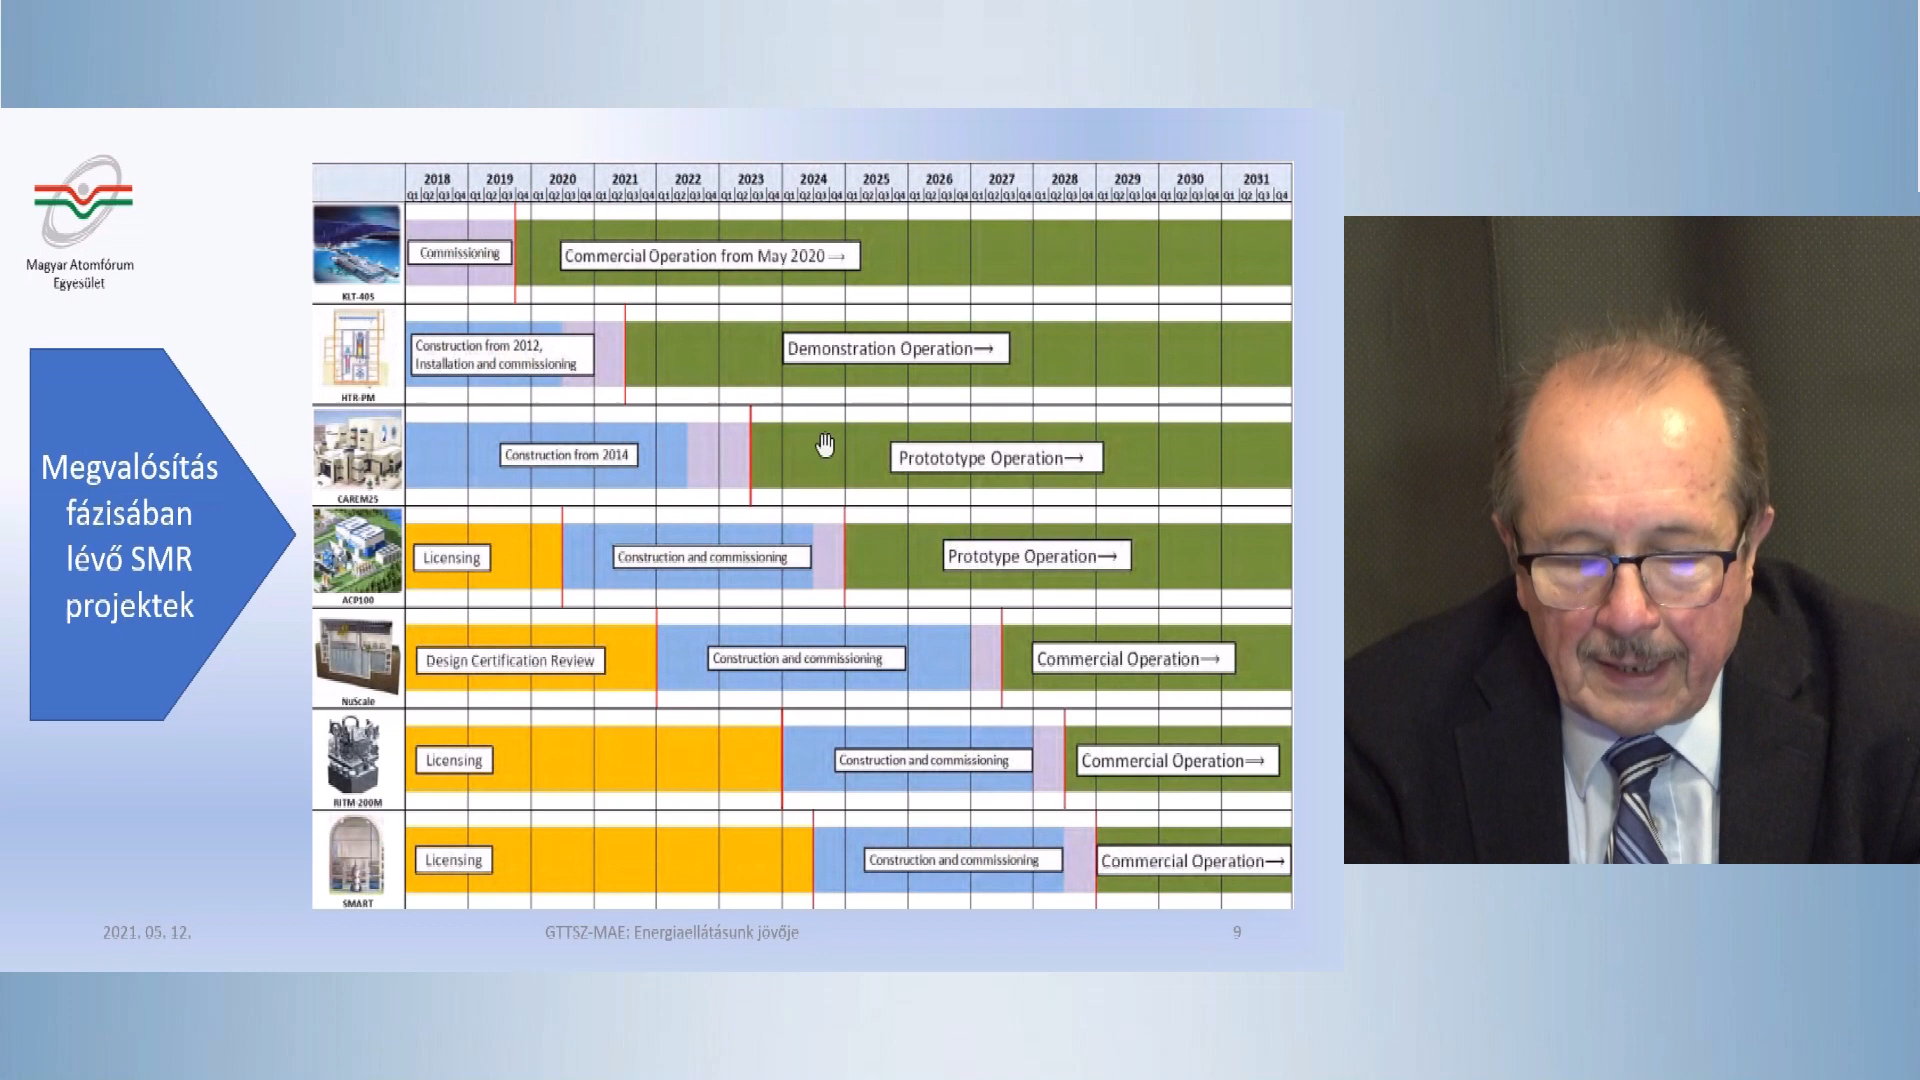 Magyar Atomfórum
Egyesület
Megvalósítás
fázisában
lévő SMR
projektek
2018 2019 2020 2021 2022 2023 2024 2025 2026 2027 2028 2029 2030 2031
Q1 Q2 Q3 Q4 Q1 Q2 Q3 Q4 Q1 Q2 Q3 Q4 Q1 Q2 Q3 Q4 Q1 Q2 Q3 Q4 Q1 Q2 Q3 Q4 Q1 Q2 Q3 Q4 Q1 Q2 Q3 Q4 Q1 Q2 Q3 Q4 Q1 Q2 Q3 Q4 Q1 Q2 Q3 Q4 Q1 Q2 Q3 Q4 Q1 Q2 Q3 Q4 Q1 Q2 Q3 Q4
Commissioning
Commercial Operation from May 2020→
KLT-40S
Construction from 2012,
Installation and commissioning
Demonstration Operation→
HTR-PM
Construction from 2014
Protototype Operation→
CAREM25
Licensing
Construction and commissioning
Prototype Operation→
ACP100
Design Certification Review
Construction and commissioning
Commercial Operation→
NuScale
Licensing
Construction and commissioning
Commercial Operation→
RITM 200M
Licensing
Construction and commissioning
Commercial Operation→
SMART
2021. 05. 12.
GTTSZ-MAE: Energiaellátásunk jövője
9